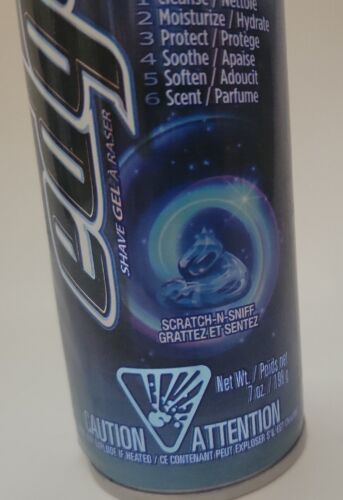 1 Cleanse / Nettoie
2 Moisturize / Hydrate
3 Protect / Protège
4 Soothe / Apaise
5 Soften / Adoucit
6 Scent / Parfume
SHAVE GEL À RASER
SCRATCH-N-SNIFF
GRATTEZ ET SENTEZ
Net Wt. / Poids net
7 oz. / 198 g
CAUTION ATTENTION
EXPLODE IF HEATED / CE CONTENANT PEUT EXPLOSER S'IL EST